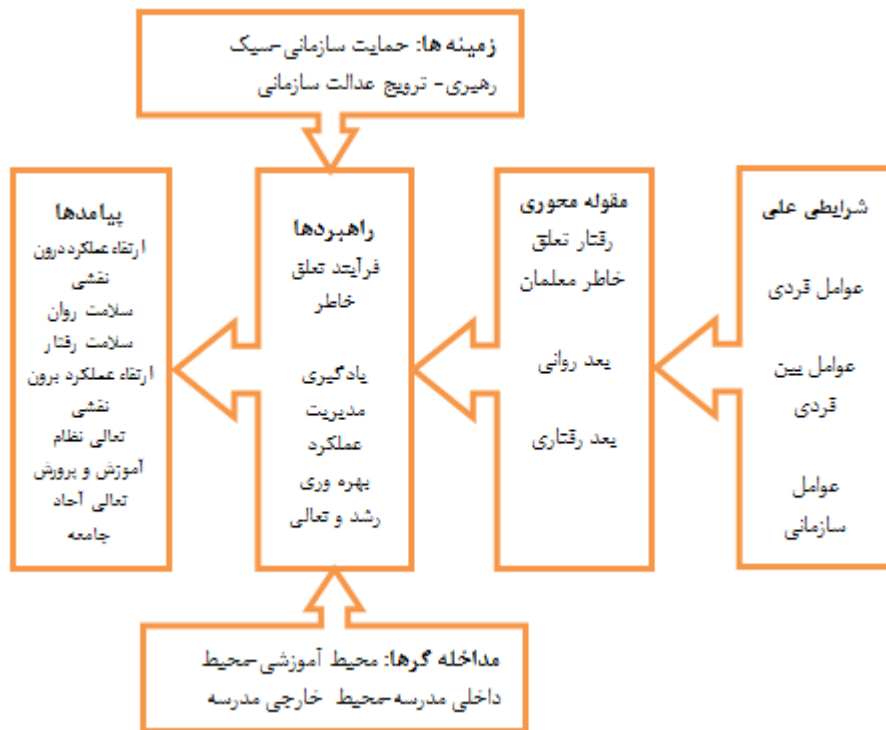 زمینه ها: حمایت سازمانی-سبک
رهبری- ترویج عدالت سازمانی
شرایطی علی
عوامل فردی
عوامل بین
فردی
عوامل
سازمانی
مقوله محوری
رفتار تعلق
خاطر معلمان
بعد روانی
بعد رفتاری
راهبردها
فرآیند تعلق
خاطر
یادگیری
مدیریت
عملکرد
بهره وری
رشد و تعالی
پیامدها
ارتقاء عملکرد درون
نقشی
سلامت روان
سلامت رفتار
ارتقاء عملکرد برون
نقشی
تعالی نظام
آموزش و پرورش
تعالی آحاد
جامعه
مداخله گرها: محیط آموزشی-محیط
داخلی مدرسه-محیط خارجی مدرسه